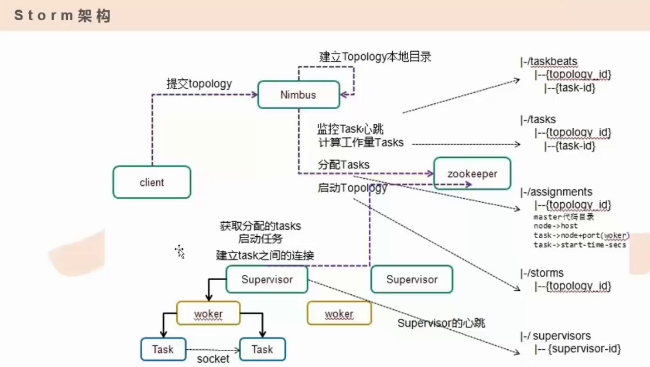 Storm架构
建立Topology本地目录
提交topology
Nimbus
监控Task心跳
计算工作量Tasks
分配Tasks
启动Topology
client
zookeeper
获取分配的tasks
启动任务
建立task之间的连接
Supervisor
Supervisor
woker
woker
Supervisor的心跳
Task
socket
Task
|-/taskbeats
|--{topology_id}
|--{task-id}
|-/tasks
|--{topology_id}
|--{task-id}
|-/assignments
|--{topology_id}
master代码目录
node->host
task->node+port(woker)
task->start-time-secs
|-/storms
|--{topology_id}
|-/ supervisors
|-- {supervisor-id}